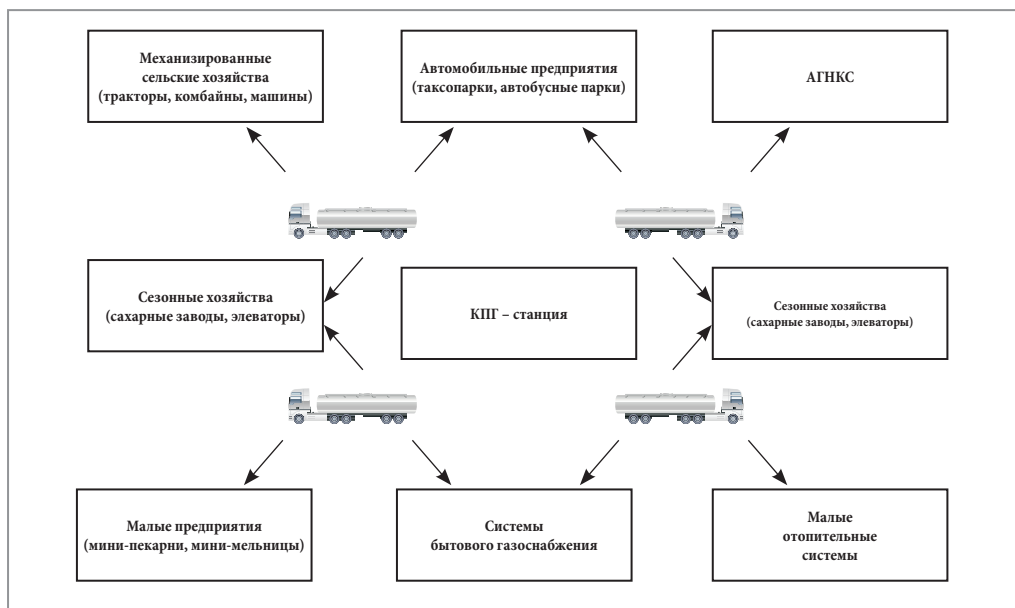 Механизированные
сельские хозяйства
(тракторы, комбайны, машины)
Автомобильные предприятия
(таксопарки, автобусные парки)
АГНКС
Сезонные хозяйства
(сахарные заводы, элеваторы)
КПГ – станция
Сезонные хозяйства
(сахарные заводы, элеваторы)
Малые предприятия
(мини-пекарни, мини-мельницы)
Системы
бытового газоснабжения
Малые
отопительные
системы